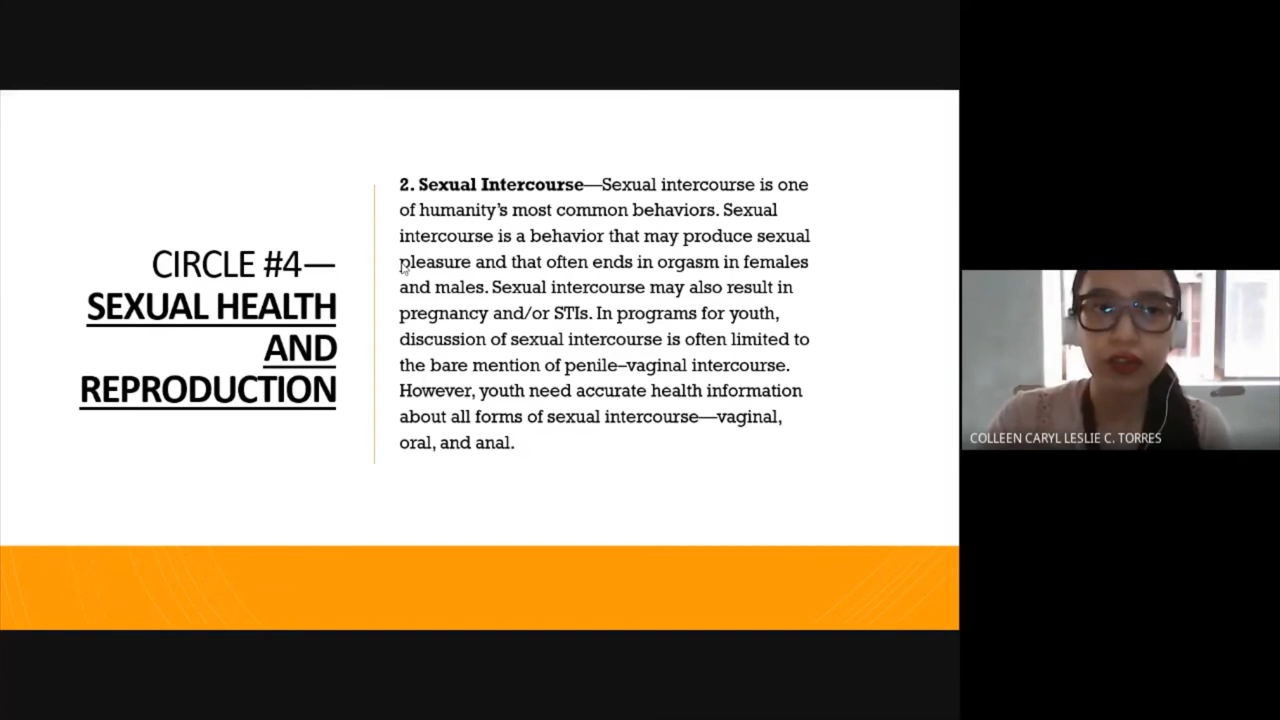 CIRCLE #4—
SEXUAL HEALTH
AND
REPRODUCTION
2. Sexual Intercourse—Sexual intercourse is one
of humanity's most common behaviors. Sexual
intercourse is a behavior that may produce sexual
pleasure and that often ends in orgasm in females
and males. Sexual intercourse may also result in
pregnancy and/or STIs. In programs for youth,
discussion of sexual intercourse is often limited to
the bare mention of penile–vaginal intercourse.
However, youth need accurate health information
about all forms of sexual intercourse—vaginal,
oral, and anal.
COLLEEN CARYL LESLIE C. TORRES